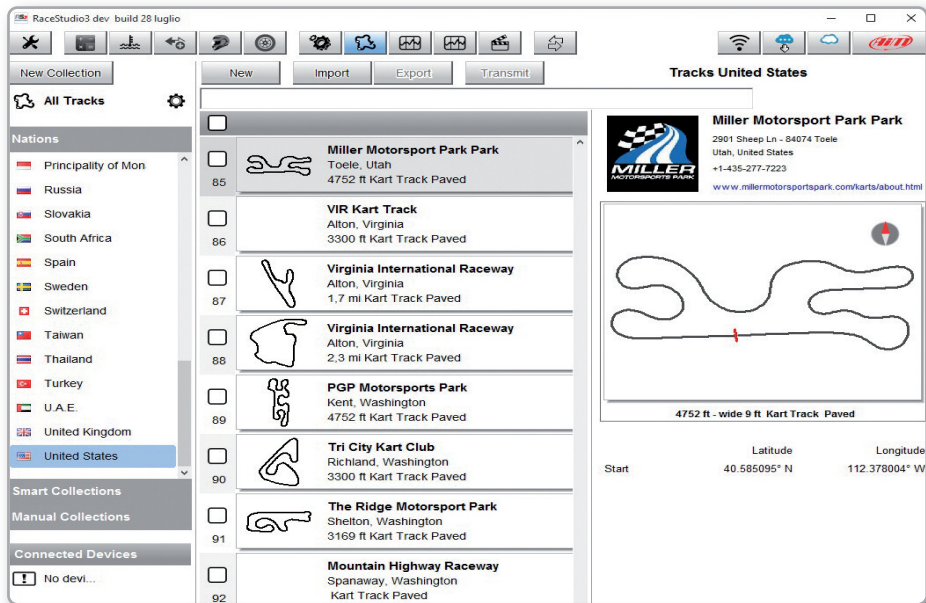 RaceStudio3 dev build 28 luglio
New Collection
New
Import
Export
Transmit
Tracks United States
All Tracks
Nations
Principality of Mon
Russia
Slovakia
South Africa
Spain
Sweden
Switzerland
Taiwan
Thailand
Turkey
U.A.E.
United Kingdom
United States
Smart Collections
Manual Collections
Connected Devices
No devi...
85
Miller Motorsport Park Park
Toele, Utah
4752 ft Kart Track Paved
86
VIR Kart Track
Alton, Virginia
3300 ft Kart Track Paved
87
Virginia International Raceway
Alton, Virginia
1,7 mi Kart Track Paved
88
Virginia International Raceway
Alton, Virginia
2,3 mi Kart Track Paved
89
PGP Motorsports Park
Kent, Washington
4752 ft Kart Track Paved
90
Tri City Kart Club
Richland, Washington
3300 ft Kart Track Paved
91
The Ridge Motorsport Park
Shelton, Washington
3169 ft Kart Track Paved
92
Mountain Highway Raceway
Spanaway, Washington
Kart Track Paved
MILLER
MOTORSPORTS PARK
Miller Motorsport Park Park
2901 Sheep Ln - 84074 Toele
Utah, United States
+1-435-277-7223
www.millermotorsportspark.com/karts/about.html
4752 ft - wide 9 ft Kart Track Paved
Latitude Longitude
Start 40.585095° N 112.378004° W